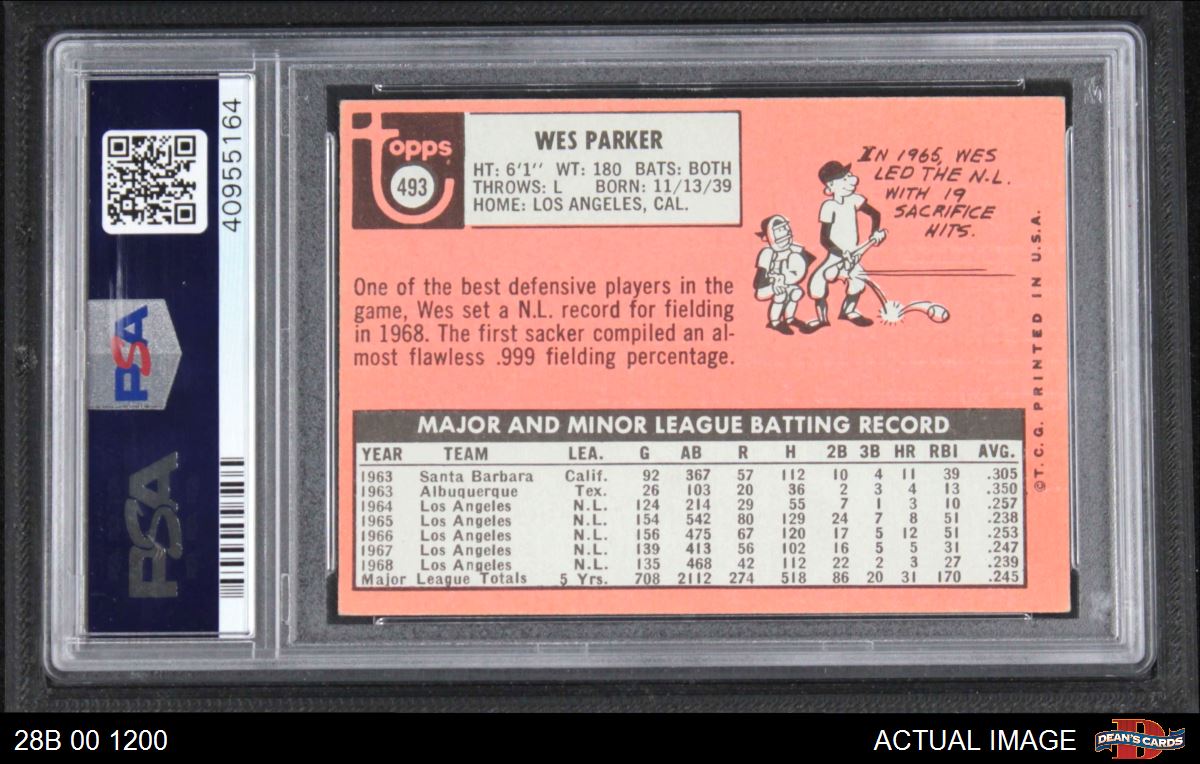 40955164
PSA
PSA
Topps
493
WES PARKER
HT: 6'1" WT: 180 BATS: BOTH
THROWS: L BORN: 11/13/39
HOME: LOS ANGELES, CAL.
IN 1965, WES
LED THE N.L.
WITH 19
SACRIFICE
HITS.
One of the best defensive players in the
game, Wes set a N.L. record for fielding
in 1968. The first sacker compiled an al-
most flawless .999 fielding percentage.
©T.C.G. PRINTED IN U.S.A.
MAJOR AND MINOR LEAGUE BATTING RECORD
YEAR TEAM LEA. G AB R H 2B 3B HR RBI AVG.
1963 Santa Barbara Calif. 92 367 57 112 10 4 11 39 .305
1963 Albuquerque Tex. 26 103 20 36 2 3 4 13 .350
1964 Los Angeles N.L. 124 214 29 55 7 1 3 10 .257
1965 Los Angeles N.L. 154 542 80 129 24 7 8 51 .238
1966 Los Angeles N.L. 156 475 67 120 17 5 12 51 .253
1967 Los Angeles N.L. 139 413 56 102 16 5 5 31 .247
1968 Los Angeles N.L. 135 468 42 112 22 2 3 27 .239
Major League Totals 5 Yrs. 708 2112 274 518 86 20 31 170 .245
28B 00 1200
ACTUAL IMAGE
D
DEAN'S CARDS